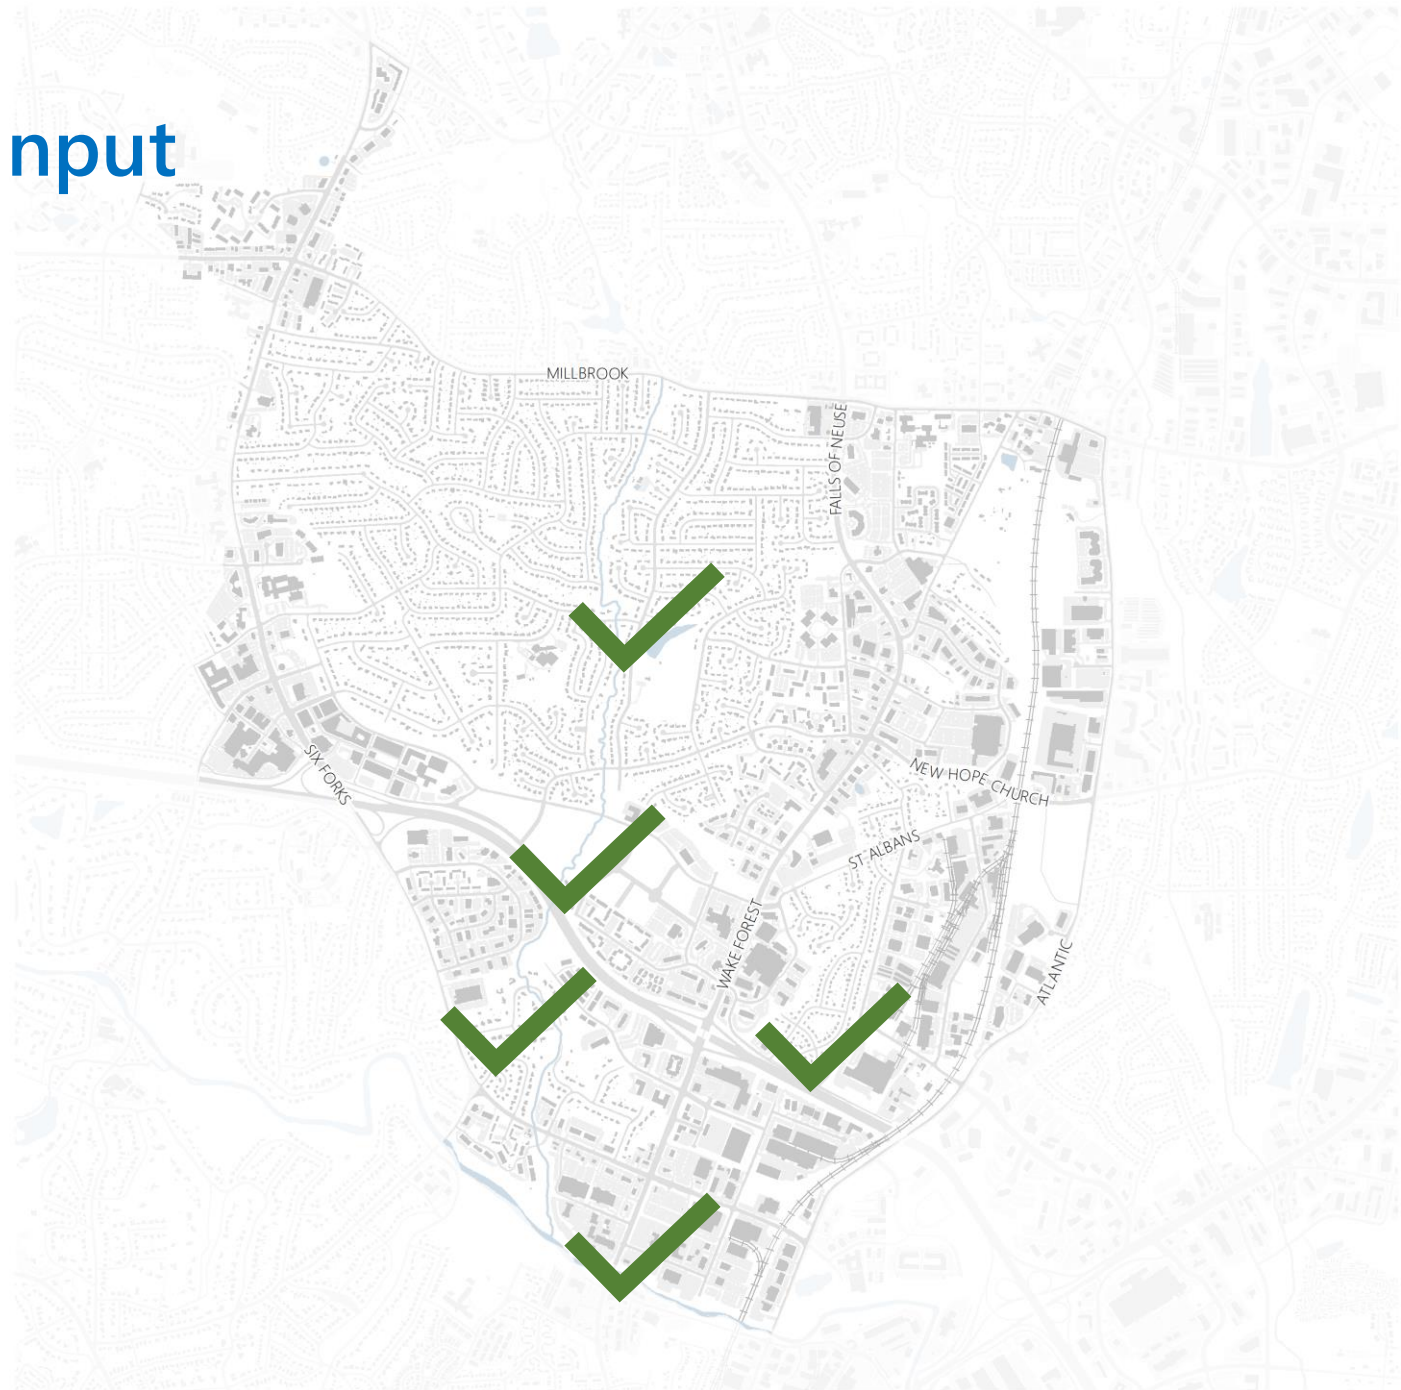 nput
MILLBROOK
FALLS OF NEUSE
SIX FORKS
NEW HOPE CHURCH
ST ALBANS
WAKE FOREST
ATLANTIC